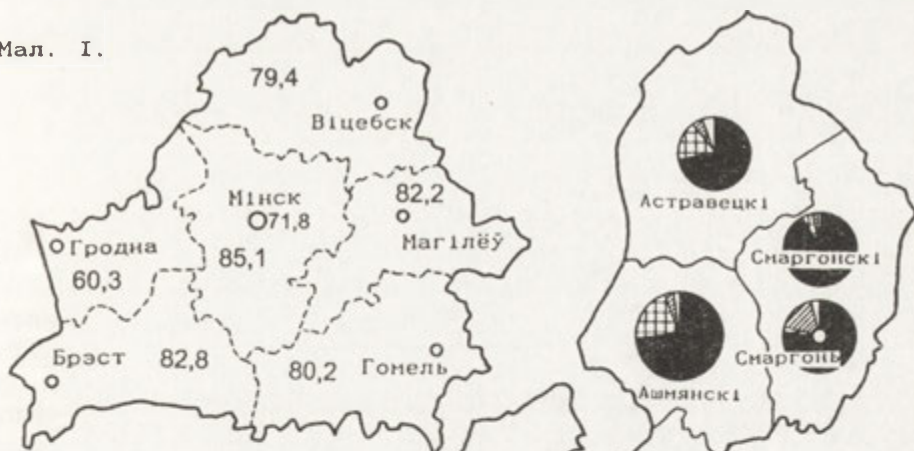 Мал. I.
79,4
Віцебск
Мінск
71,8
82,2
Магілёў
Гродна
85,1
60,3
Брэст
82,8
80,2
Гомель
Астравецкі
Смаргонскі
Смаргонь
Ашмянскі